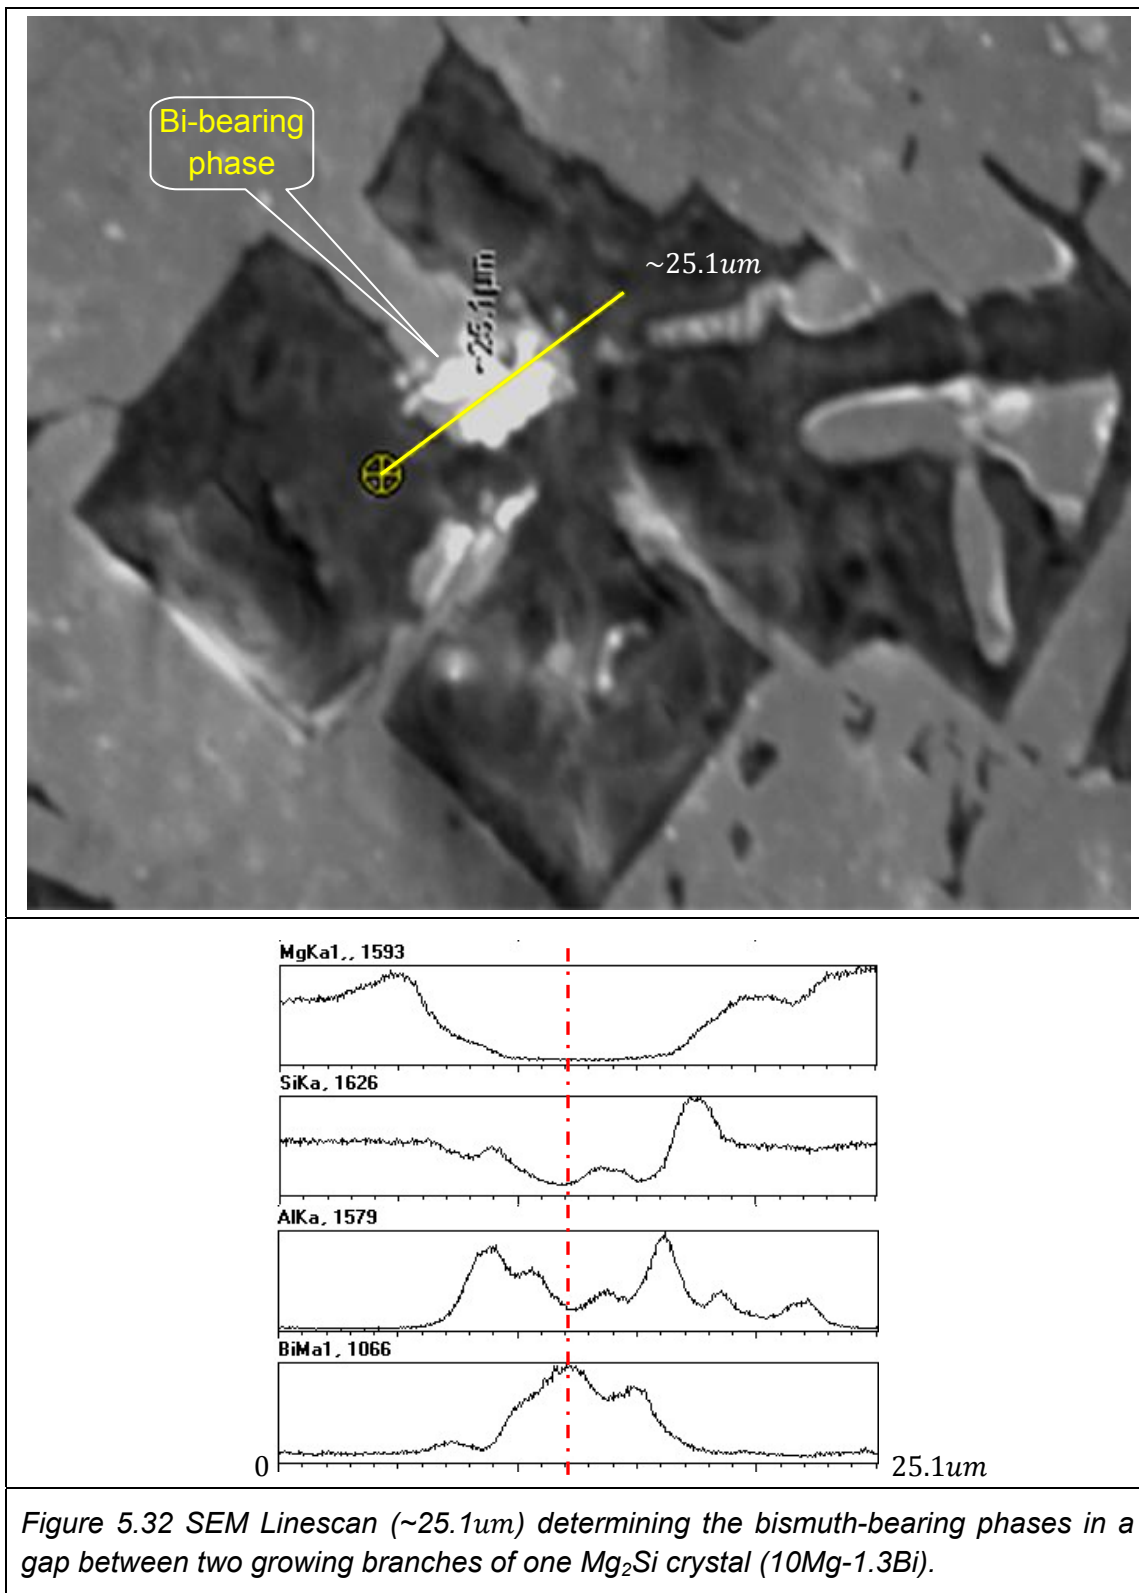 Bi-bearing
phase
~25.1um
~25.1µm
MgKa1,, 1593
SiKa, 1626
AlKa, 1579
BiMa1, 1066
0
25.1um
Figure 5.32 SEM Linescan (~25.1um) determining the bismuth-bearing phases in a
gap between two growing branches of one Mg₂Si crystal (10Mg-1.3Bi).